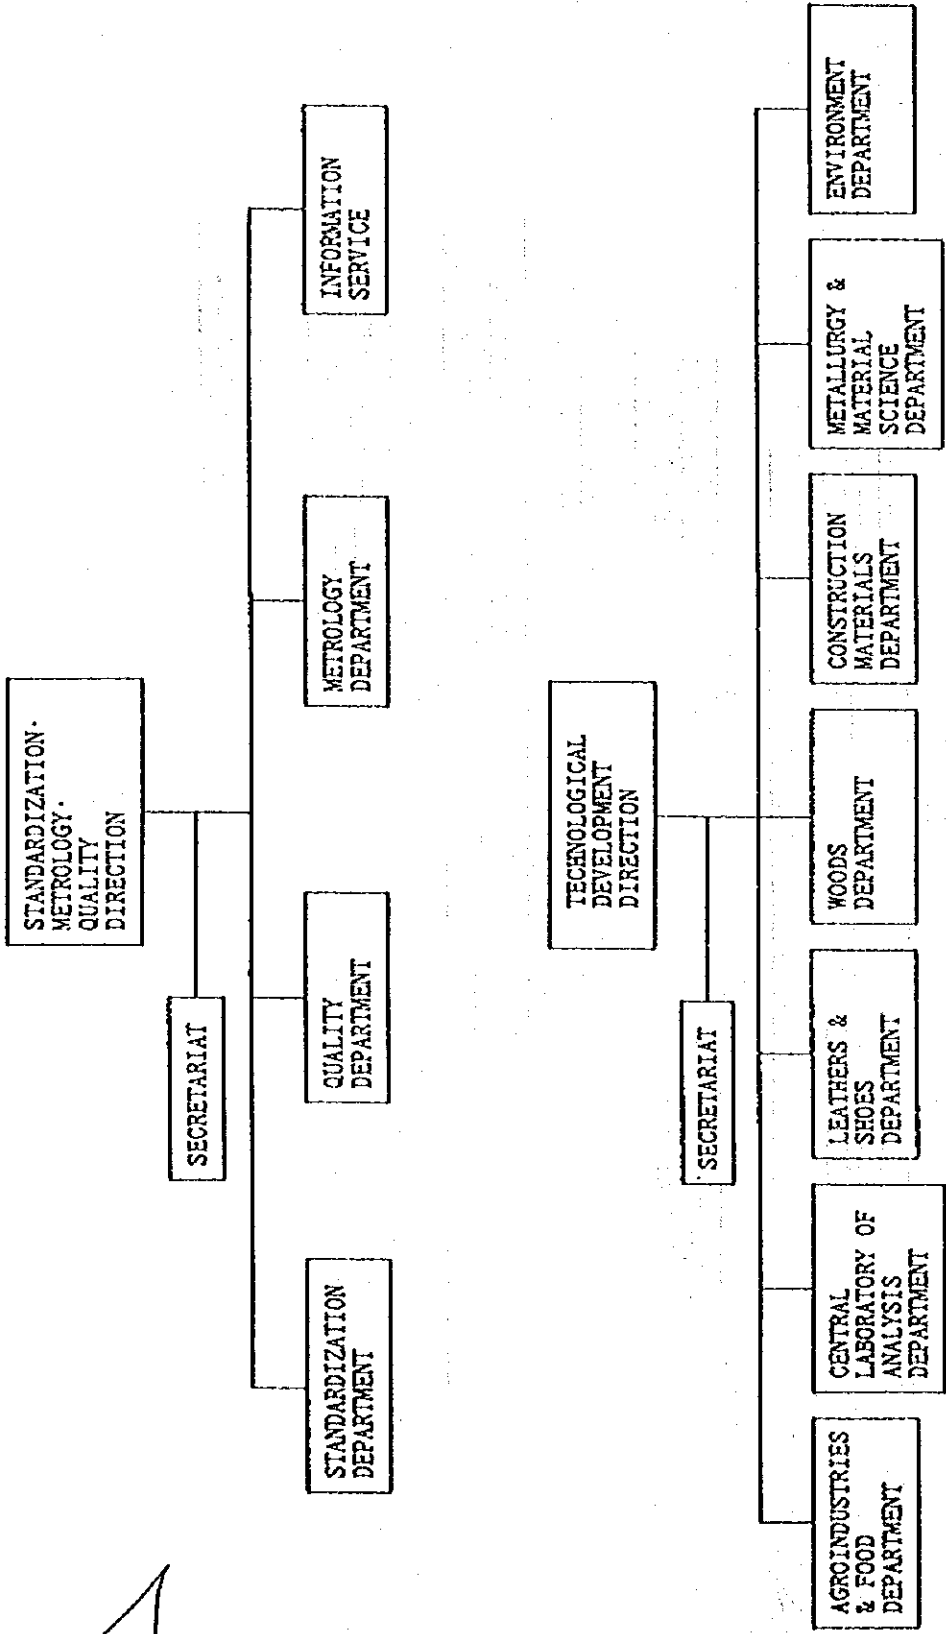 STANDARDIZATION·
METROLOGY·
QUALITY
DIRECTION
SECRETARIAT
STANDARDIZATION
DEPARTMENT
QUALITY
DEPARTMENT
METROLOGY
DEPARTMENT
INFORMATION
SERVICE
TECHNOLOGICAL
DEVELOPMENT
DIRECTION
SECRETARIAT
AGROINDUSTRIES
& FOOD
DEPARTMENT
CENTRAL
LABORATORY OF
ANALYSIS
DEPARTMENT
LEATHERS &
SHOES
DEPARTMENT
WOODS
DEPARTMENT
CONSTRUCTION
MATERIALS
DEPARTMENT
METALLURGY &
MATERIAL
SCIENCE
DEPARTMENT
ENVIRONMENT
DEPARTMENT